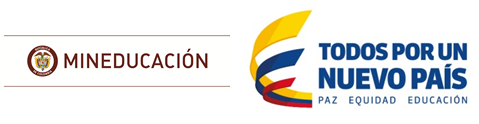 MINEDUCACIÓN
TODOS POR UN
NUEVO PAÍS
PAZ EQUIDAD EDUCACIÓN